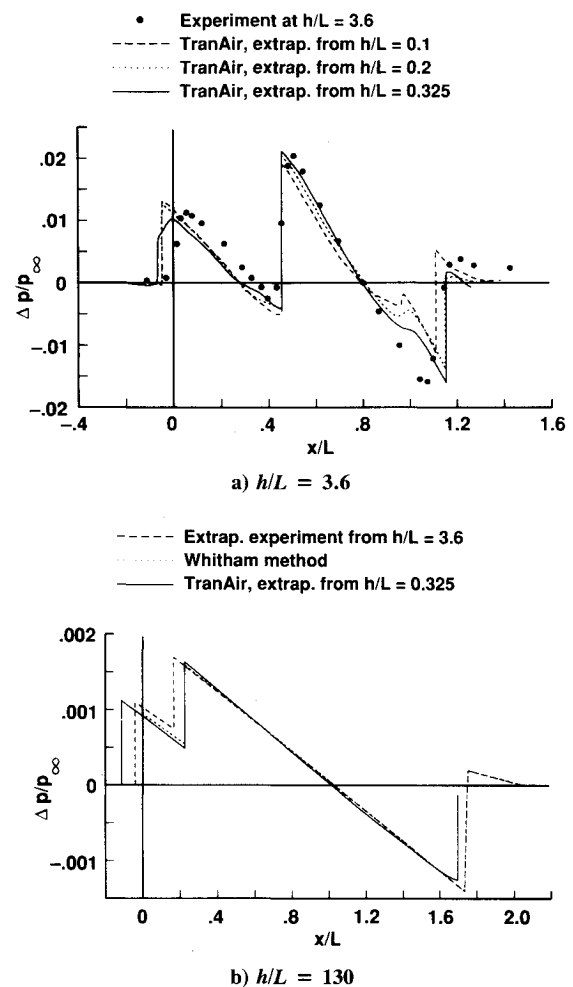 Experiment at h/L = 3.6
TranAir, extrap. from h/L = 0.1
TranAir, extrap. from h/L = 0.2
TranAir, extrap. from h/L = 0.325
.02
.01
0
–.01
–.02
Δ p/p∞
–.4
0
.4
.8
1.2
1.6
x/L
a) h/L = 3.6
Extrap. experiment from h/L = 3.6
Whitham method
TranAir, extrap. from h/L = 0.325
.002
.001
0
–.001
Δ p/p∞
0
.4
.8
1.2
1.6
2.0
x/L
b) h/L = 130